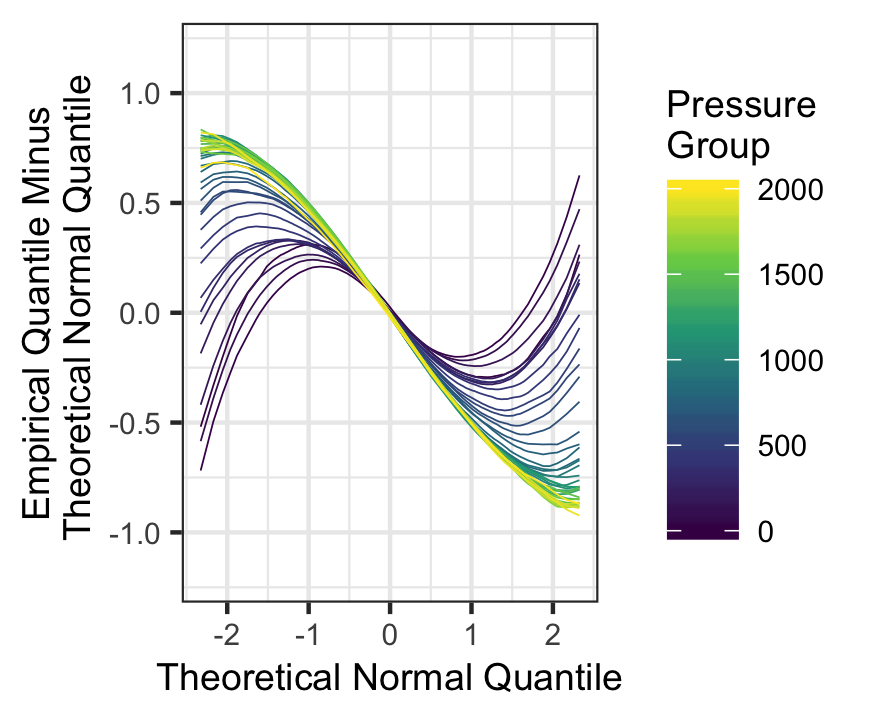 Empirical Quantile Minus
Theoretical Normal Quantile
1.0
0.5
0.0
-0.5
-1.0
-2 -1 0 1 2
Theoretical Normal Quantile
Pressure
Group
2000
1500
1000
500
0